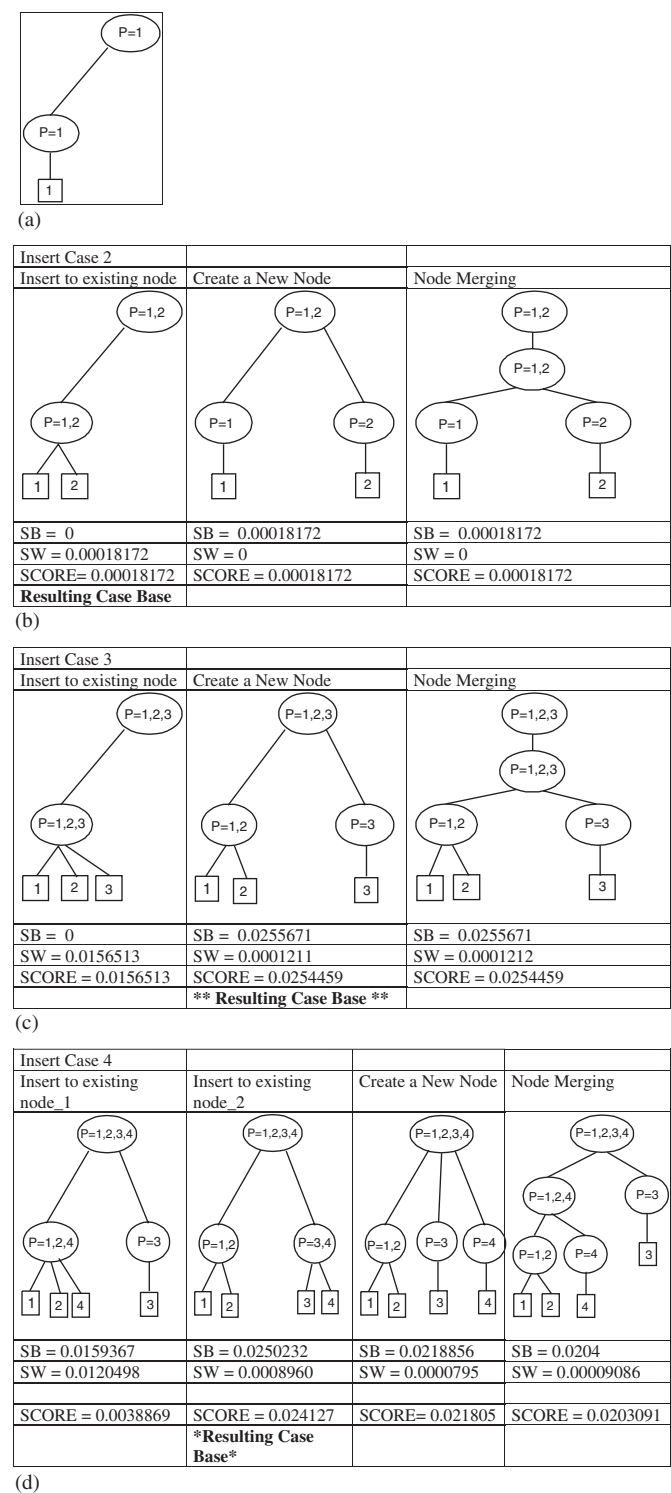 P=1
P=1
1
(a)
Insert Case 2
Insert to existing node Create a New Node Node Merging
P=1,2 P=1,2 P=1,2
P=1,2
P=1,2 P=1 P=2 P=1 P=2
1 2 1 2 1 2
SB = 0 SB = 0.00018172 SB = 0.00018172
SW = 0.00018172 SW = 0 SW = 0
SCORE= 0.00018172 SCORE = 0.00018172 SCORE = 0.00018172
Resulting Case Base
(b)
Insert Case 3
Insert to existing node Create a New Node Node Merging
P=1,2,3 P=1,2,3 P=1,2,3
P=1,2,3
P=1,2,3 P=1,2 P=3 P=1,2 P=3
1 2 3 1 2 3 1 2 3
SB = 0 SB = 0.0255671 SB = 0.0255671
SW = 0.0156513 SW = 0.0001211 SW = 0.0001212
SCORE = 0.0156513 SCORE = 0.0254459 SCORE = 0.0254459
** Resulting Case Base **
(c)
Insert Case 4
Insert to existing Insert to existing Create a New Node Node Merging
node_1 node_2
P=1,2,3,4 P=1,2,3,4 P=1,2,3,4 P=1,2,3,4
P=1,2,4 P=3
P=1,2,4 P=3 P=1,2 P=3,4 P=1,2 P=3 P=4 P=1,2 P=4 3
1 2 4 3 1 2 3 4 1 2 3 4 1 2 4
SB = 0.0159367 SB = 0.0250232 SB = 0.0218856 SB = 0.0204
SW = 0.0120498 SW = 0.0008960 SW = 0.0000795 SW = 0.00009086
SCORE = 0.0038869 SCORE = 0.024127 SCORE= 0.021805 SCORE = 0.0203091
*Resulting Case
Base*
(d)